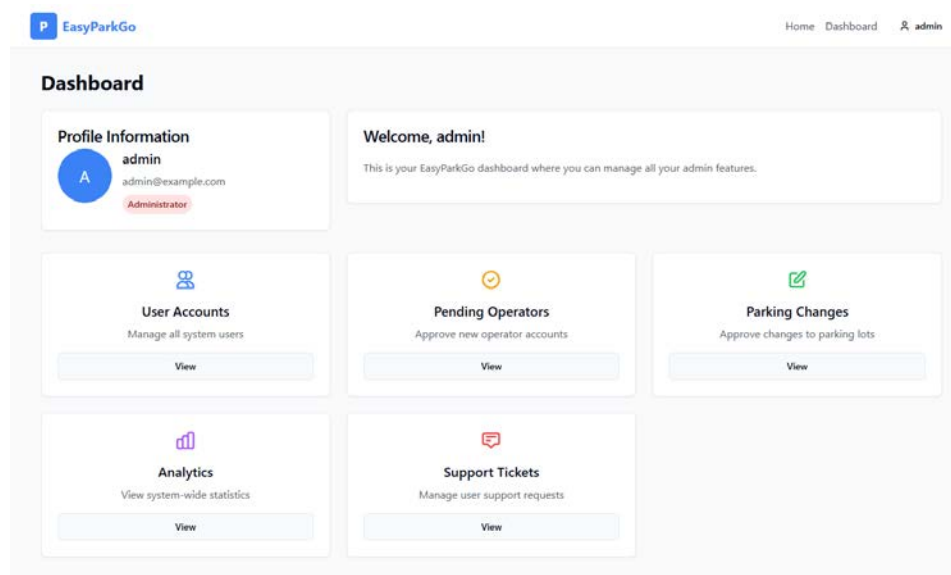 P EasyParkGo
Home Dashboard admin
Dashboard
Profile Information
A
admin
admin@example.com
Administrator
Welcome, admin!
This is your EasyParkGo dashboard where you can manage all your admin features.
User Accounts
Manage all system users
View
Pending Operators
Approve new operator accounts
View
Parking Changes
Approve changes to parking lots
View
Analytics
View system-wide statistics
View
Support Tickets
Manage user support requests
View